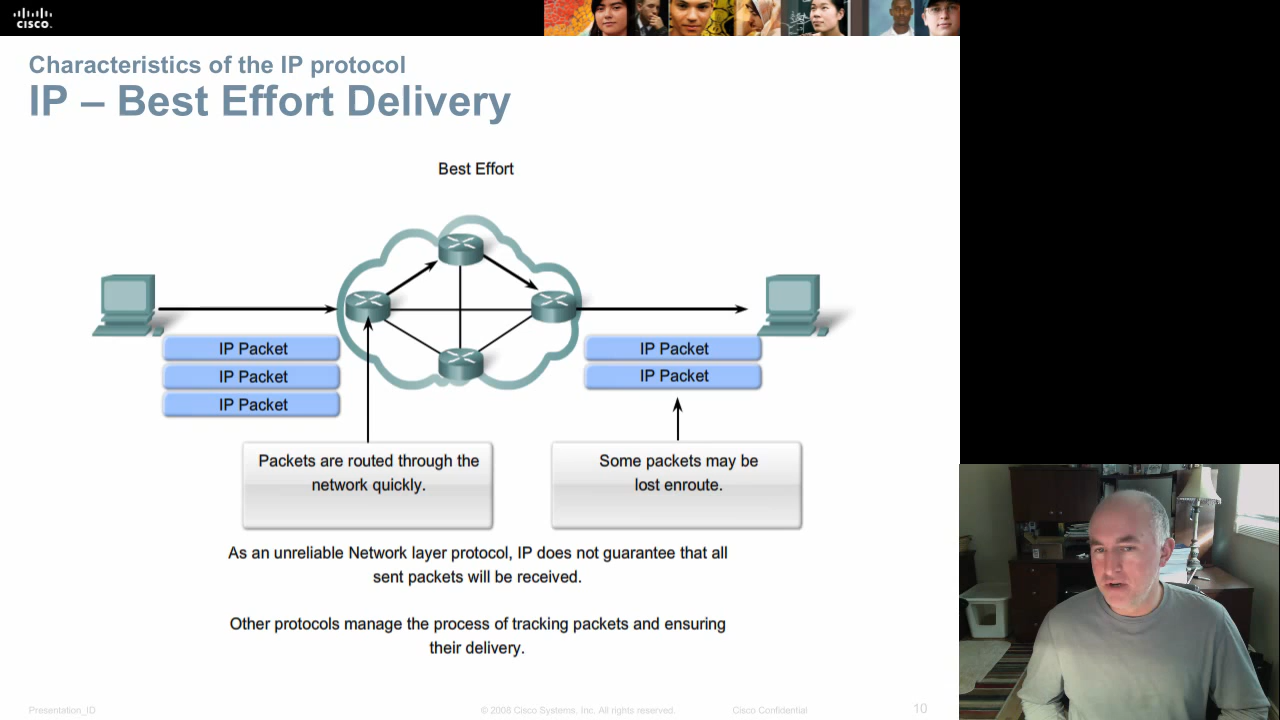 CISCO
Characteristics of the IP protocol
IP – Best Effort Delivery
Best Effort
IP Packet
IP Packet
IP Packet
IP Packet
IP Packet
Packets are routed through the
network quickly.
Some packets may be
lost enroute.
As an unreliable Network layer protocol, IP does not guarantee that all
sent packets will be received.
Other protocols manage the process of tracking packets and ensuring
their delivery.
Presentation_ID
© 2008 Cisco Systems, Inc. All rights reserved.
Cisco Confidential
10